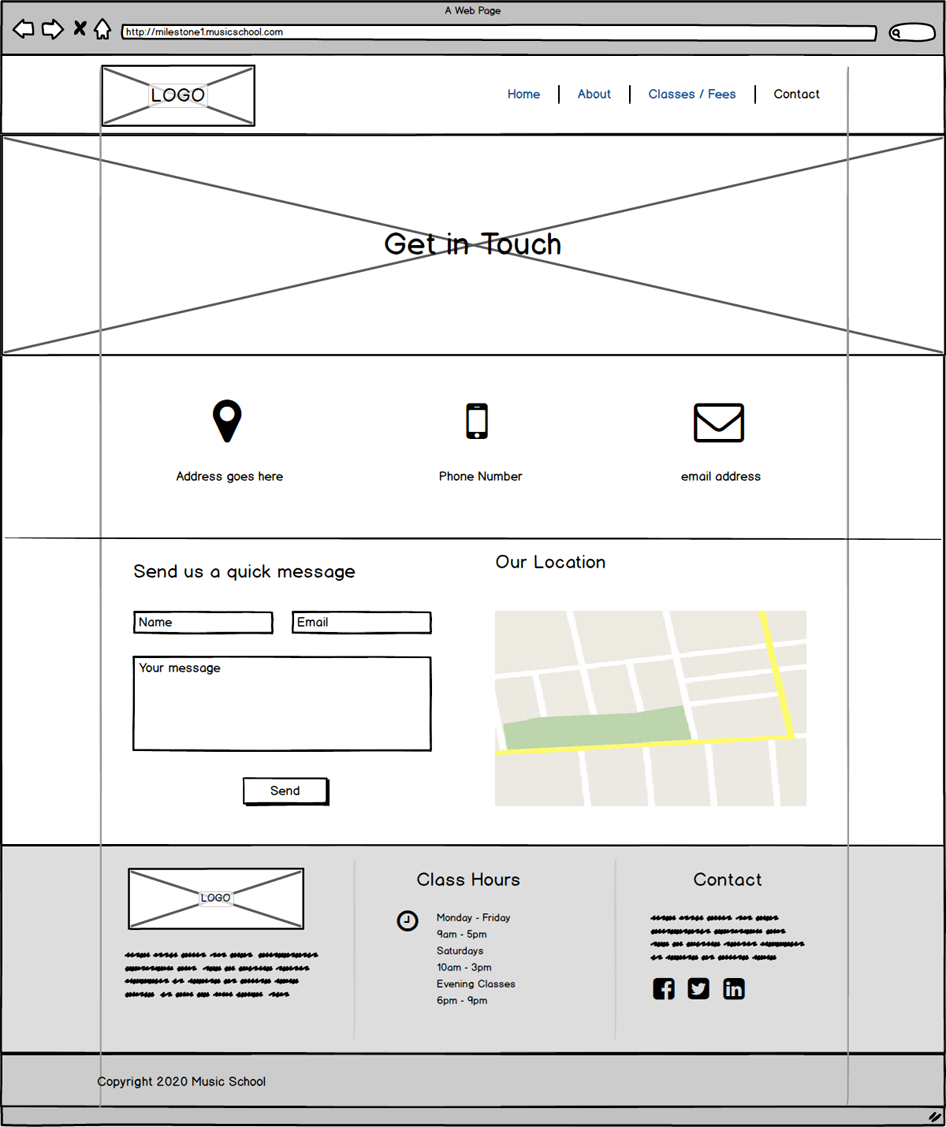 A Web Page
http://milestone1.musicschool.com
LOGO
Home
About
Classes / Fees
Contact
Get in Touch
Address goes here
Phone Number
email address
Send us a quick message
Our Location
Name
Email
Your message
Send
LOGO
Class Hours
Monday - Friday
9am - 5pm
Saturdays
10am - 3pm
Evening Classes
6pm - 9pm
Contact
Copyright 2020 Music School